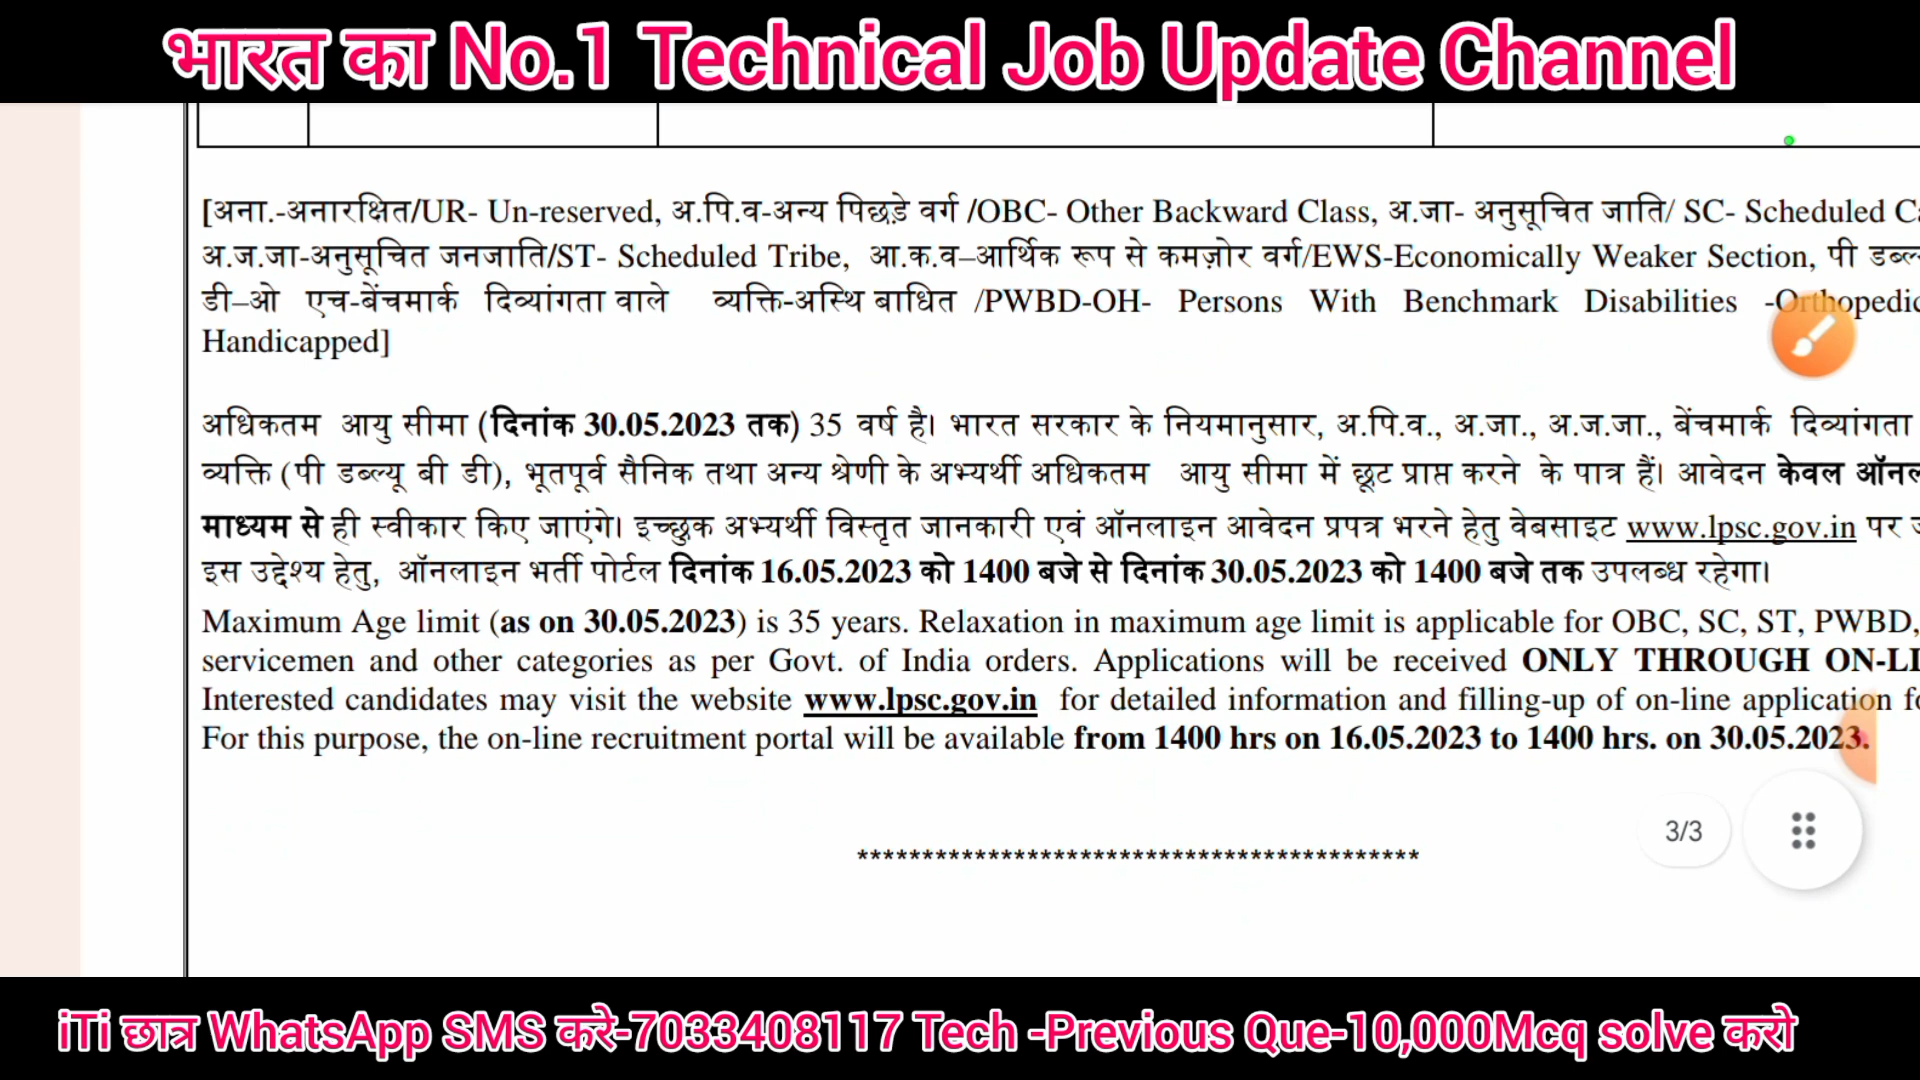 भारत का No.1 Technical Job Update Channel
[अना.-अनारक्षित/UR- Un-reserved, अ.पि.व-अन्य पिछड़े वर्ग /OBC- Other Backward Class, अ.जा- अनुसूचित जाति/ SC- Scheduled
अ.ज.जा-अनुसूचित जनजाति/ST- Scheduled Tribe, आ.क.व–आर्थिक रूप से कमज़ोर वर्ग/EWS-Economically Weaker Section, पी
डी–ओ एच-बेंचमार्क दिव्यांगता वाले व्यक्ति-अस्थि बाधित /PWBD-OH- Persons With Benchmark Disabilities -Orthopedic
Handicapped]
अधिकतम आयु सीमा (दिनांक 30.05.2023 तक) 35 वर्ष है। भारत सरकार के नियमानुसार, अ.पि.व., अ.जा., अ.ज.जा., बेंचमार्क दिव्यांगता
व्यक्ति (पी डब्ल्यू बी डी), भूतपूर्व सैनिक तथा अन्य श्रेणी के अभ्यर्थी अधिकतम आयु सीमा में छूट प्राप्त करने के पात्र हैं। आवेदन केवल
माध्यम से ही स्वीकार किए जाएंगे। इच्छुक अभ्यर्थी विस्तृत जानकारी एवं ऑनलाइन आवेदन प्रपत्र भरने हेतु वेबसाइट www.lpsc.gov.in पर
इस उद्देश्य हेतु, ऑनलाइन भर्ती पोर्टल दिनांक 16.05.2023 को 1400 बजे से दिनांक 30.05.2023 को 1400 बजे तक उपलब्ध रहेगा।
Maximum Age limit (as on 30.05.2023) is 35 years. Relaxation in maximum age limit is applicable for OBC, SC, ST, PWBD,
servicemen and other categories as per Govt. of India orders. Applications will be received ONLY THROUGH
Interested candidates may visit the website www.lpsc.gov.in for detailed information and filling-up of on-line application
For this purpose, the on-line recruitment portal will be available from 1400 hrs on 16.05.2023 to 1400 hrs. on 30.05.2023.
3/3
*******************************************
iTi छात्र WhatsApp SMS करे-7033408117 Tech -Previous Que-10,000Mcq solve करो